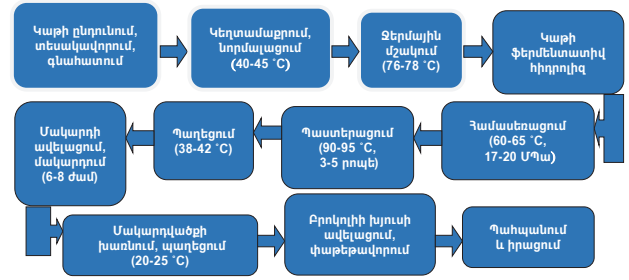 Կաթի ընդունում,
տեսակավորում,
գնահատում
Կեղտամաքրում,
նորմալացում
(40-45 ˚C)
Ջերմային
մշակում
(76-78 ˚C)
Կաթի
ֆերմենտատիվ
հիդրոլիզ
Համասեռացում
(60-65 ˚C,
17-20 ՄՊա)
Պաստերացում
(90-95 ˚C,
3-5 րոպե)
Պաղեցում
(38-42 ˚C)
Մակարդի
ավելացում,
մակարդում
(6-8 ժամ)
Մակարդվածքի
խառնում, պաղեցում
(20-25 ˚C)
Բրոկոլիի խյուսի
ավելացում,
փաթեթավորում
Պահպանում
և իրացում